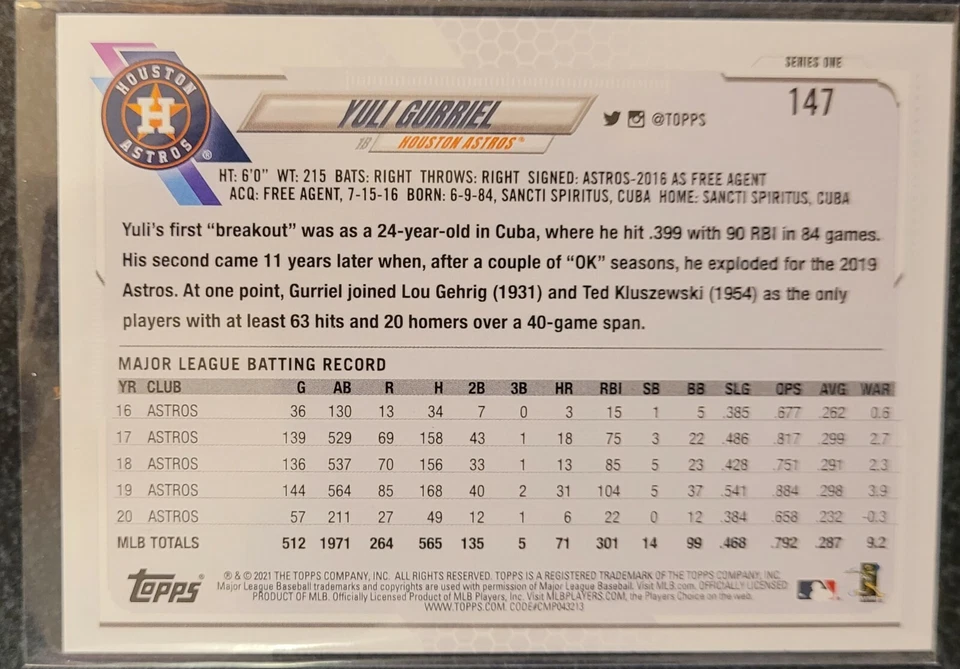 SERIES ONE
147
HOUSTON
H
ASTROS®
YULI GURRIEL
@TOPPS
1B HOUSTON ASTROS™
HT: 6'0" WT: 215 BATS: RIGHT THROWS: RIGHT SIGNED: ASTROS-2016 AS FREE AGENT
ACQ: FREE AGENT, 7-15-16 BORN: 6-9-84, SANCTI SPIRITUS, CUBA HOME: SANCTI SPIRITUS, CUBA
Yuli's first "breakout" was as a 24-year-old in Cuba, where he hit .399 with 90 RBI in 84 games.
His second came 11 years later when, after a couple of "OK" seasons, he exploded for the 2019
Astros. At one point, Gurriel joined Lou Gehrig (1931) and Ted Kluszewski (1954) as the only
players with at least 63 hits and 20 homers over a 40-game span.
MAJOR LEAGUE BATTING RECORD
YR CLUB G AB R H 2B 3B HR RBI SB BB SLG OPS AVG WAR
16 ASTROS 36 130 13 34 7 0 3 15 1 5 .385 .677 .262 0.6
17 ASTROS 139 529 69 158 43 1 18 75 3 22 .486 .817 .299 2.7
18 ASTROS 136 537 70 156 33 1 13 85 5 23 .428 .751 .291 2.3
19 ASTROS 144 564 85 168 40 2 31 104 5 37 .541 .884 .298 3.9
20 ASTROS 57 211 27 49 12 1 6 22 0 12 .384 .658 .232 -0.3
MLB TOTALS 512 1971 264 565 135 5 71 301 14 99 .468 .792 .287 9.2
Topps®
® & © 2021 THE TOPPS COMPANY, INC. ALL RIGHTS RESERVED. TOPPS IS A REGISTERED TRADEMARK OF THE TOPPS COMPANY, INC.
Major League Baseball trademarks and copyrights are used with permission of Major League Baseball. Visit MLB.com. OFFICIALLY LICENSED
PRODUCT OF MLB. Officially Licensed Product of MLB Players, Inc. Visit MLBPLAYERS.COM, the Players Choice on the web.
WWW.TOPPS.COM. CODE#CMP043213